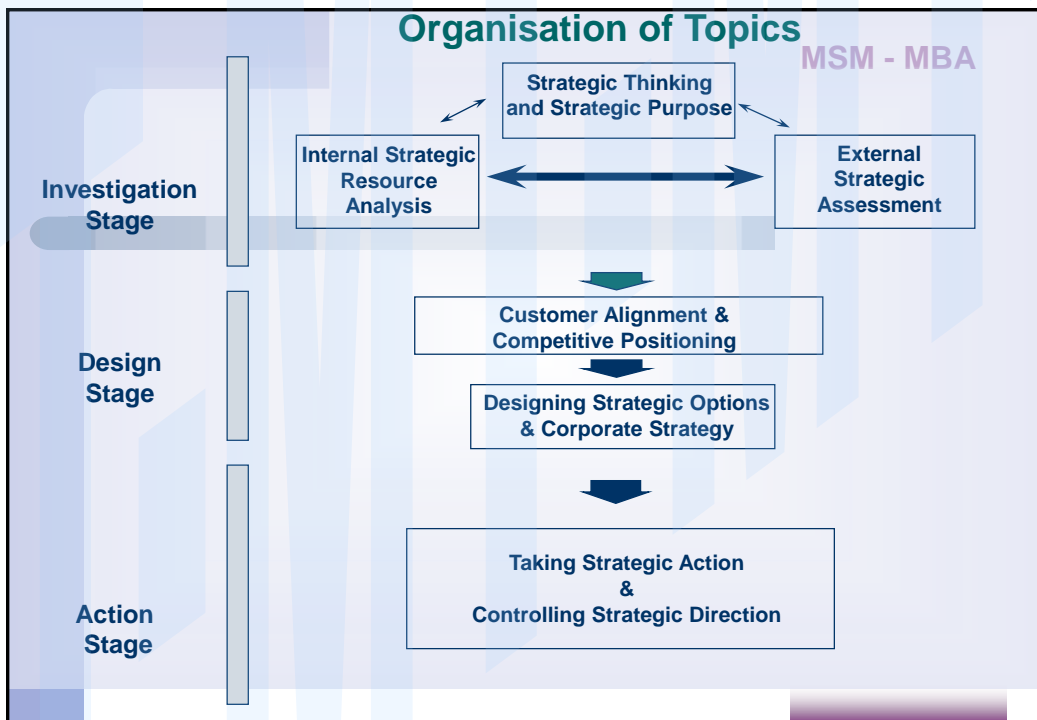 Organisation of Topics
MSM - MBA
Strategic Thinking
and Strategic Purpose
Internal Strategic
Resource
Analysis
External
Strategic
Assessment
Investigation
Stage
Customer Alignment &
Competitive Positioning
Design
Stage
Designing Strategic Options
& Corporate Strategy
Taking Strategic Action
&
Controlling Strategic Direction
Action
Stage